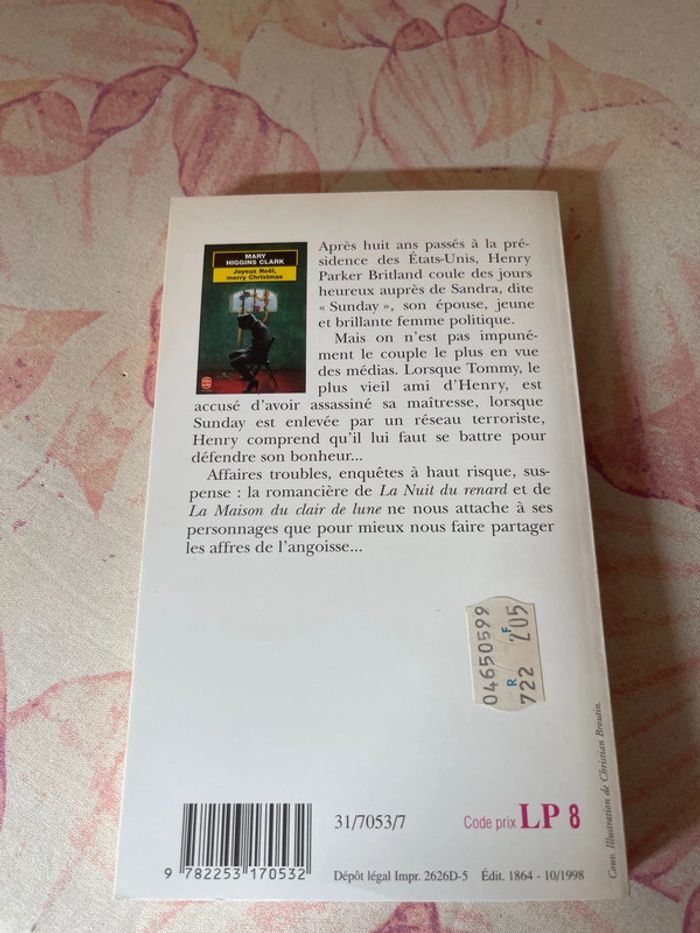 MARY
HIGGINS CLARK
Joyeux Noël,
merry Christmas
Après huit ans passés à la pré-
sidence des États-Unis, Henry
Parker Britland coule des jours
heureux auprès de Sandra, dite
« Sunday », son épouse, jeune
et brillante femme politique.
Mais on n'est pas impuné-
ment le couple le plus en vue
des médias. Lorsque Tommy, le
plus vieil ami d'Henry, est
accusé d'avoir assassiné sa maîtresse, lorsque
Sunday est enlevée par un réseau terroriste,
Henry comprend qu'il lui faut se battre pour
défendre son bonheur...
Affaires troubles, enquêtes à haut risque, sus-
pense : la romancière de La Nuit du renard et de
La Maison du clair de lune ne nous attache à ses
personnages que pour mieux nous faire partager
les affres de l'angoisse...
04650599
R F
722 205
Couv. Illustration de Christian Broutin.
31/7053/7
Code prix LP 8
9 782253 170532
Dépôt légal Impr. 2626D-5 Édit. 1864 - 10/1998